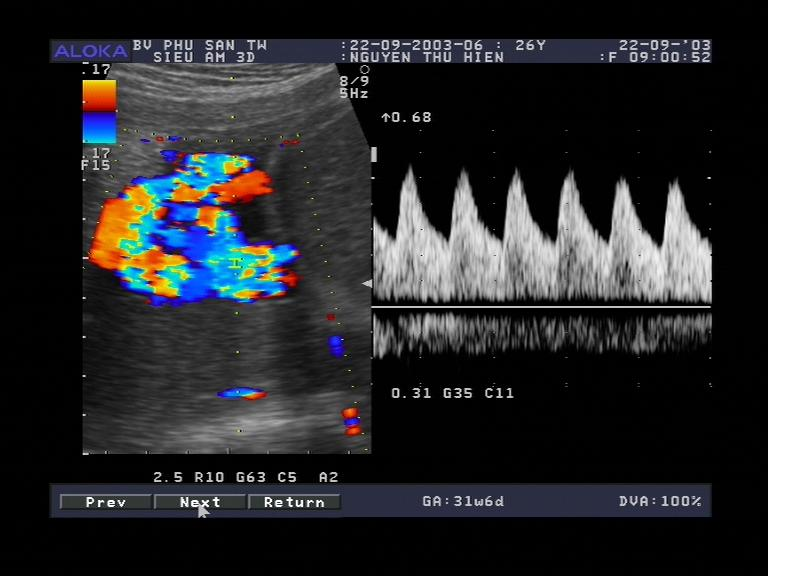 ALOKA BV PHU SAN TW :22-09-2003-06 : 26Y 22-09-'03
SIEU AM 3D :NGUYEN THU HIEN :F 09:00:52
.17
8/9
5Hz
↑0.68
.17
F15
0.31 G35 C11
2.5 R10 G63 C5 A2
Prev Next Return GA:31w6d DVA:100%